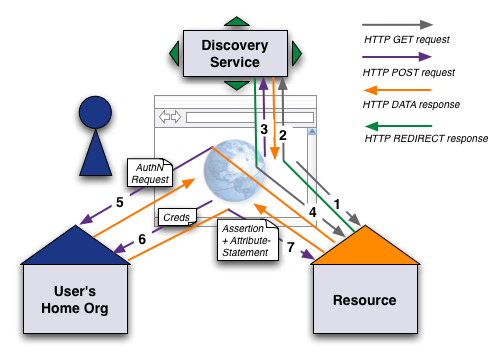 Discovery
Service
HTTP GET request
HTTP POST request
HTTP DATA response
HTTP REDIRECT response
3
2
AuthN
Request
5
Creds
6
4
1
Assertion
+ Attribute-
Statement
7
User's
Home Org
Resource